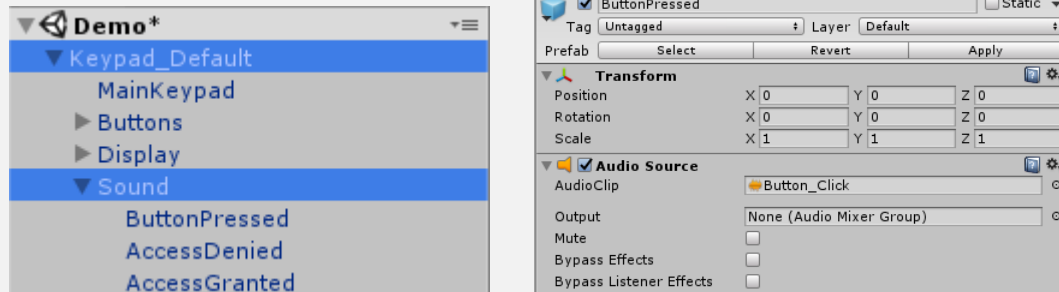 Demo*
Keypad_Default
MainKeypad
Buttons
Display
Sound
ButtonPressed
AccessDenied
AccessGranted
ButtonPressed Static
Tag Untagged Layer Default
Prefab Select Revert Apply
Transform
Position X 0 Y 0 Z 0
Rotation X 0 Y 0 Z 0
Scale X 1 Y 1 Z 1
Audio Source
AudioClip Button_Click
Output None (Audio Mixer Group)
Mute
Bypass Effects
Bypass Listener Effects